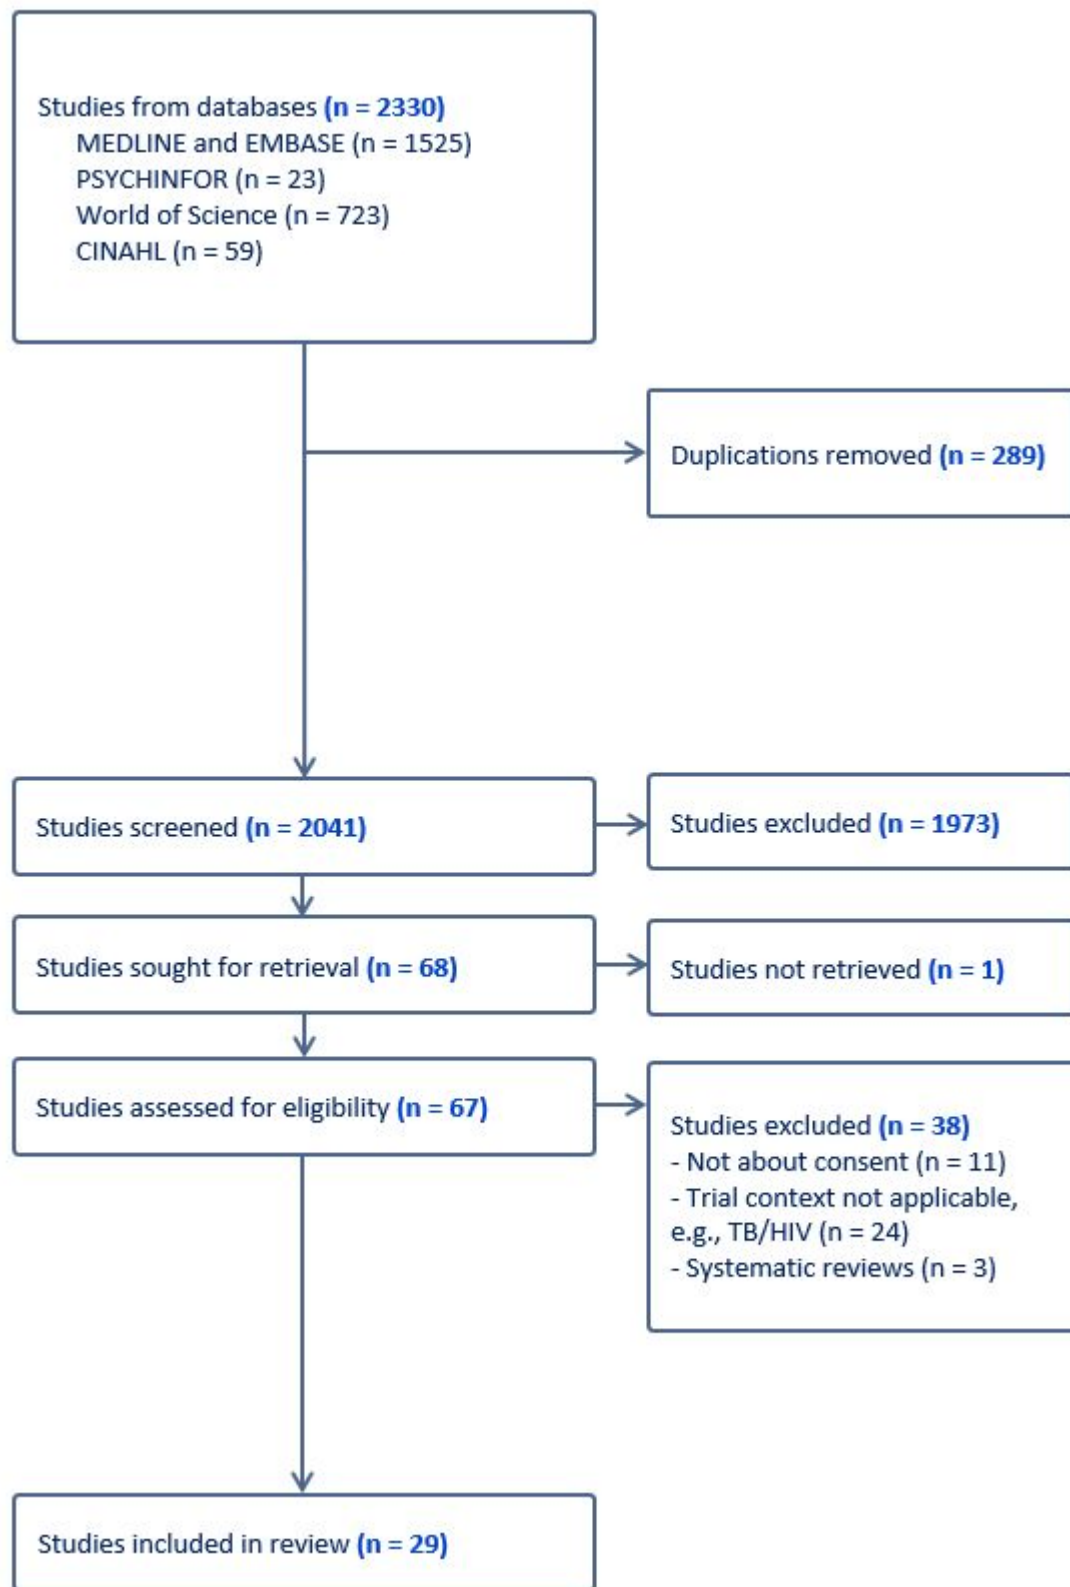 Studies from databases (n = 2330)
MEDLINE and EMBASE (n = 1525)
PSYCHINFOR (n = 23)
World of Science (n = 723)
CINAHL (n = 59)
Duplications removed (n = 289)
Studies screened (n = 2041)
Studies excluded (n = 1973)
Studies sought for retrieval (n = 68)
Studies not retrieved (n = 1)
Studies assessed for eligibility (n = 67)
Studies excluded (n = 38)
- Not about consent (n = 11)
- Trial context not applicable,
e.g., TB/HIV (n = 24)
- Systematic reviews (n = 3)
Studies included in review (n = 29)